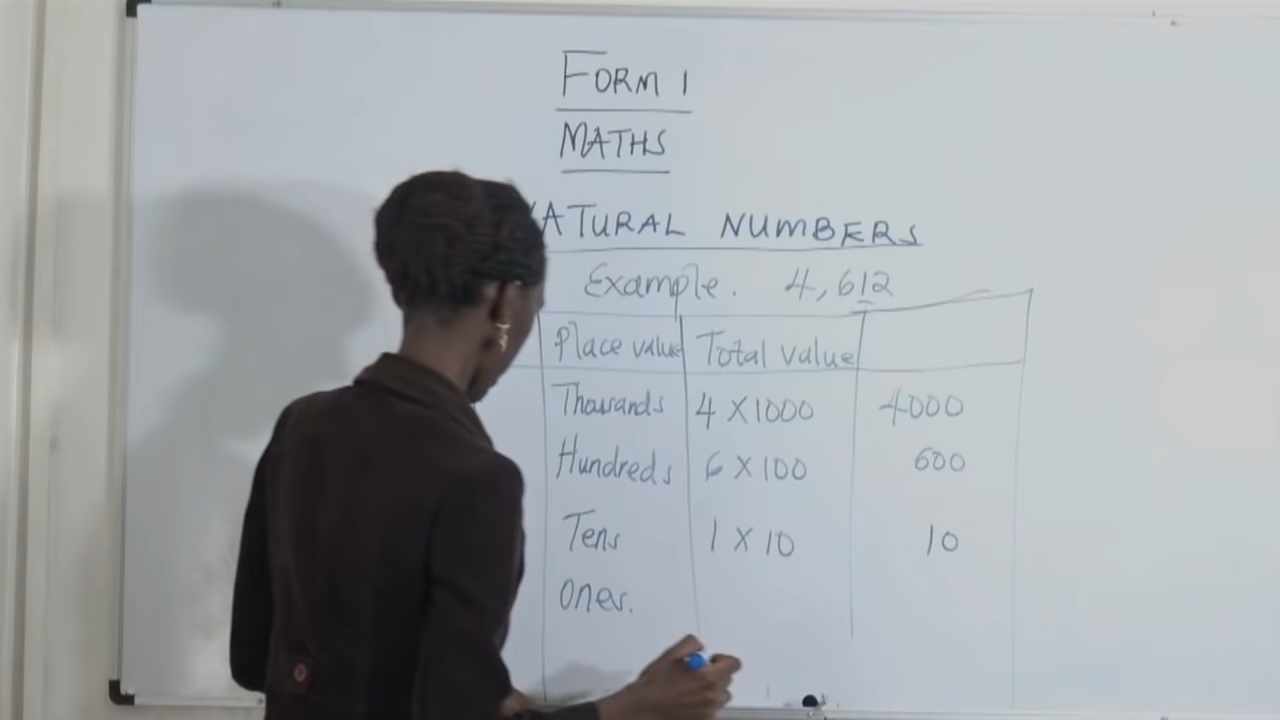 FORM 1
MATHS
NATURAL NUMBERS
Example. 4,612
Place value Total value
Thousands 4 X 1000 4000
Hundreds 6 X 100 600
Tens 1 X 10 10
Ones.